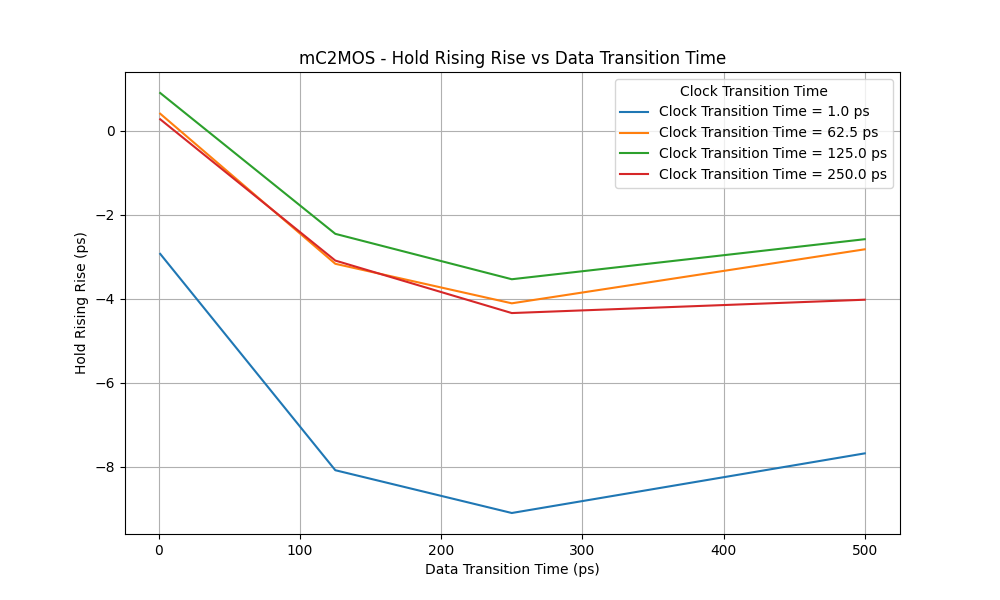 mC2MOS - Hold Rising Rise vs Data Transition Time
Clock Transition Time
Clock Transition Time = 1.0 ps
Clock Transition Time = 62.5 ps
Clock Transition Time = 125.0 ps
Clock Transition Time = 250.0 ps
Hold Rising Rise (ps)
0
−2
−4
−6
−8
0 100 200 300 400 500
Data Transition Time (ps)